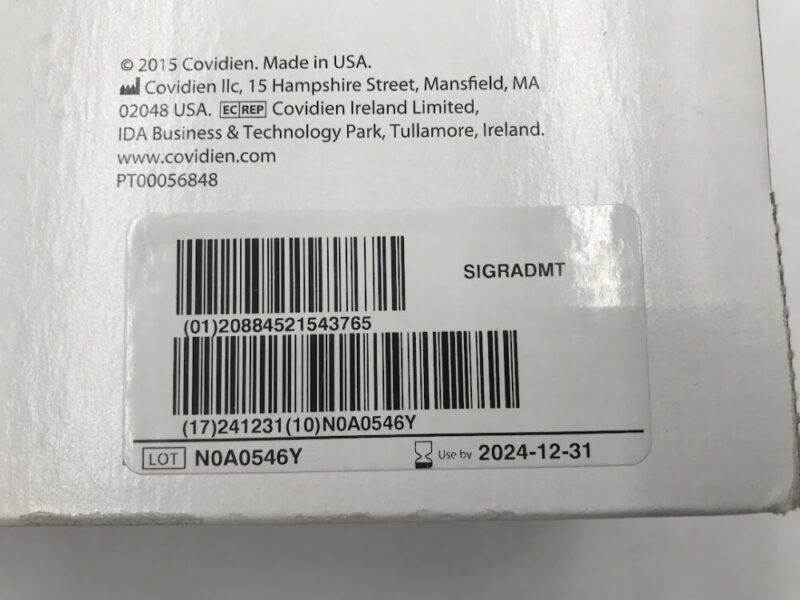 © 2015 Covidien. Made in USA.
Covidien llc, 15 Hampshire Street, Mansfield, MA
02048 USA. EC REP Covidien Ireland Limited,
IDA Business & Technology Park, Tullamore, Ireland.
www.covidien.com
PT00056848
SIGRADMT
(01)20884521543765
(17)241231(10)N0A0546Y
LOT N0A0546Y Use by 2024-12-31